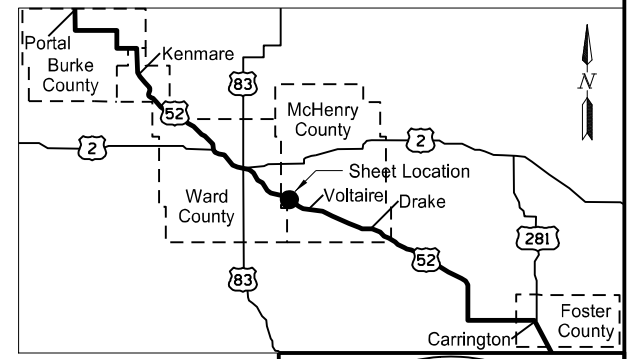 Portal
Burke
County
Kenmare
83
N
52
McHenry
County
2
2
Sheet Location
Ward
County
Voltaire
Drake
281
52
83
Foster
County
Carrington